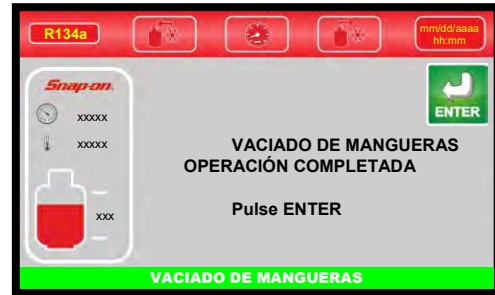 R134a
mm/dd/aaaa
hh:mm
Snap-on
ENTER
xxxxx
xxxxx
VACIADO DE MANGUERAS
OPERACIÓN COMPLETADA
xxx
Pulse ENTER
VACIADO DE MANGUERAS